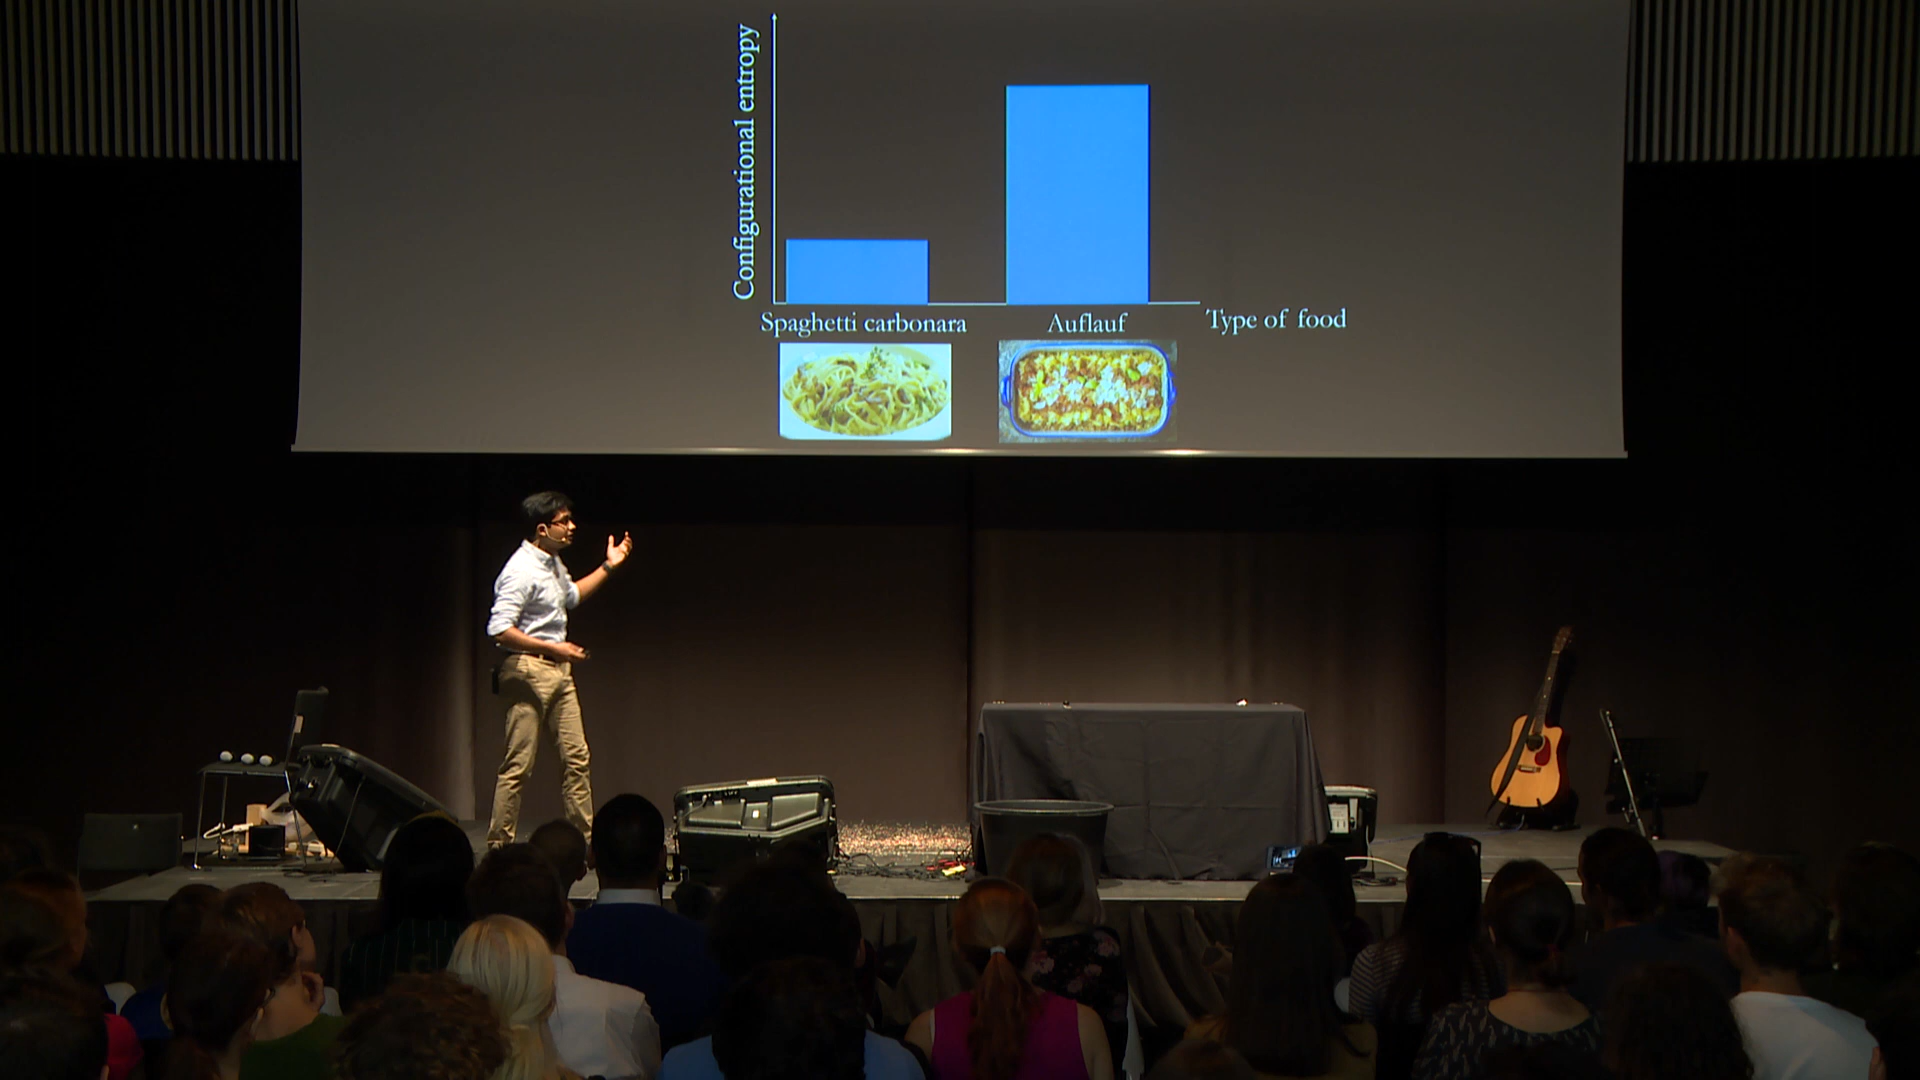 Configurational entropy
Spaghetti carbonara
Auflauf
Type of food